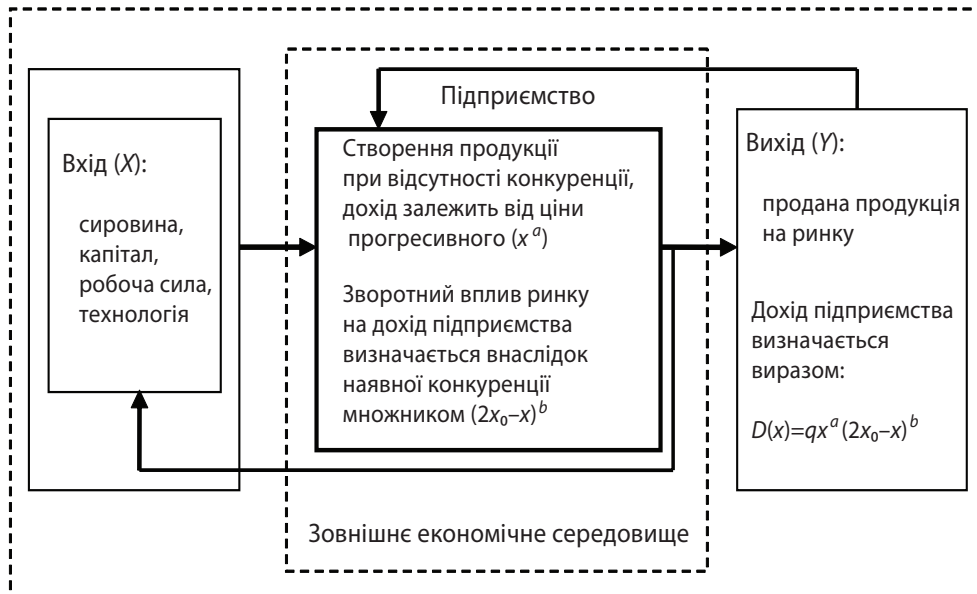 Підприємство
Вхід (X):
сировина,
капітал,
робоча сила,
технологія
Створення продукції
при відсутності конкуренції,
дохід залежить від ціни
прогресивного (x^a)
Зворотний вплив ринку
на дохід підприємства
визначається внаслідок
наявної конкуренції
множником (2x₀–x)^b
Вихід (Y):
продана продукція
на ринку
Дохід підприємства
визначається
виразом:
D(x)=qx^a(2x₀–x)^b
Зовнішнє економічне середовище